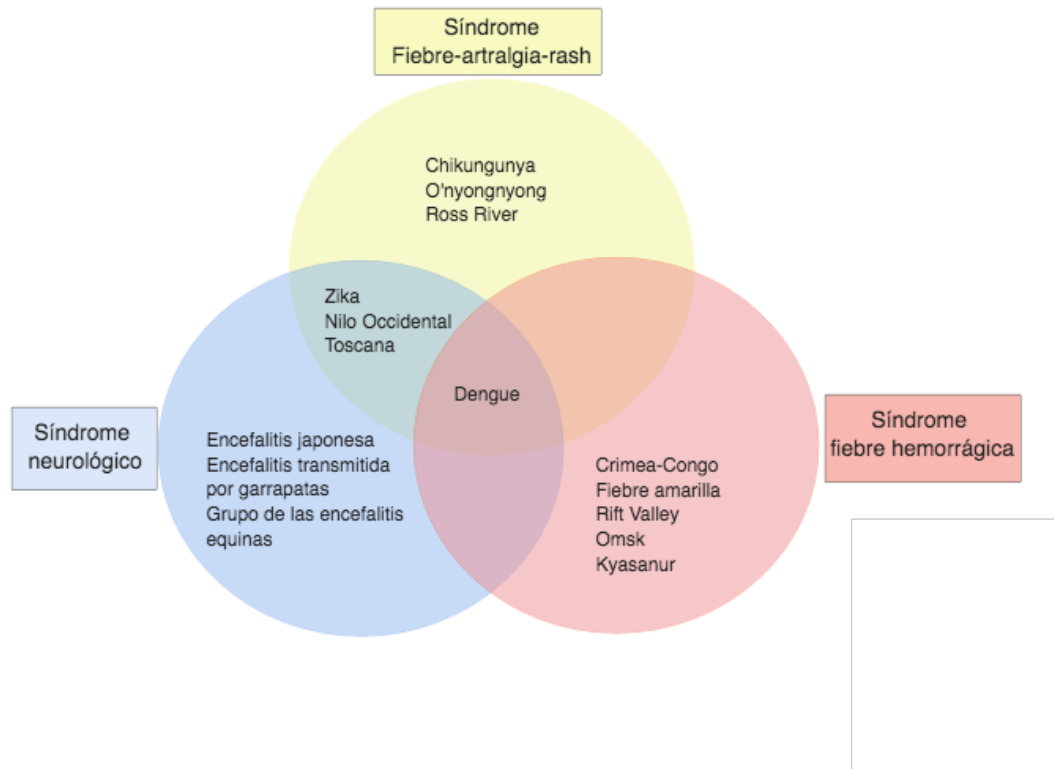 Síndrome
Fiebre-artralgia-rash
Chikungunya
O'nyongnyong
Ross River
Zika
Nilo Occidental
Toscana
Dengue
Síndrome
neurológico
Encefalitis japonesa
Encefalitis transmitida
por garrapatas
Grupo de las encefalitis
equinas
Síndrome
fiebre hemorrágica
Crimea-Congo
Fiebre amarilla
Rift Valley
Omsk
Kyasanur